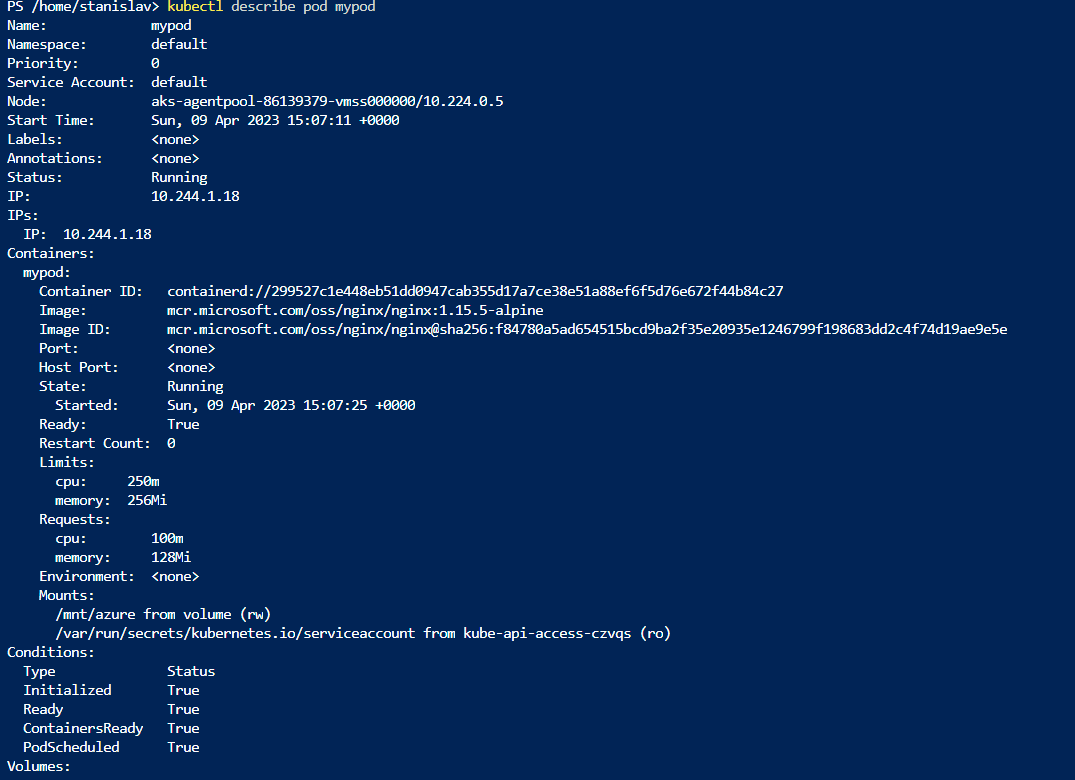 PS /home/stanislav> kubectl describe pod mypod
Name:             mypod
Namespace:        default
Priority:         0
Service Account:  default
Node:             aks-agentpool-86139379-vmss000000/10.224.0.5
Start Time:       Sun, 09 Apr 2023 15:07:11 +0000
Labels:           <none>
Annotations:      <none>
Status:           Running
IP:               10.244.1.18
IPs:
  IP:  10.244.1.18
Containers:
  mypod:
    Container ID:   containerd://299527c1e448eb51dd0947cab355d17a7ce38e51a88ef6f5d76e672f44b84c27
    Image:          mcr.microsoft.com/oss/nginx/nginx:1.15.5-alpine
    Image ID:       mcr.microsoft.com/oss/nginx/nginx@sha256:f84780a5ad654515bcd9ba2f35e20935e1246799f198683dd2c4f74d19ae9e5e
    Port:           <none>
    Host Port:      <none>
    State:          Running
      Started:      Sun, 09 Apr 2023 15:07:25 +0000
    Ready:          True
    Restart Count:  0
    Limits:
      cpu:     250m
      memory:  256Mi
    Requests:
      cpu:        100m
      memory:     128Mi
    Environment:  <none>
    Mounts:
      /mnt/azure from volume (rw)
      /var/run/secrets/kubernetes.io/serviceaccount from kube-api-access-czvqs (ro)
Conditions:
  Type              Status
  Initialized       True
  Ready             True
  ContainersReady   True
  PodScheduled      True
Volumes: